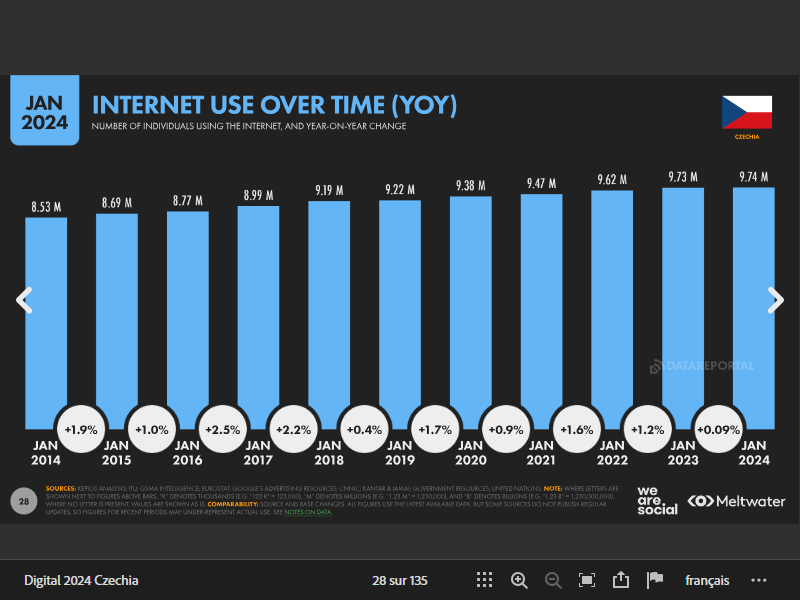 JAN
2024
INTERNET USE OVER TIME (YOY)
NUMBER OF INDIVIDUALS USING THE INTERNET, AND YEAR-ON-YEAR CHANGE
CZECHIA
8.53 M
8.69 M
8.77 M
8.99 M
9.19 M
9.22 M
9.38 M
9.47 M
9.62 M
9.73 M
9.74 M
DATAREPORTAL
+1.9%
+1.0%
+2.5%
+2.2%
+0.4%
+1.7%
+0.9%
+1.6%
+1.2%
+0.09%
JAN
2014
JAN
2015
JAN
2016
JAN
2017
JAN
2018
JAN
2019
JAN
2020
JAN
2021
JAN
2022
JAN
2023
JAN
2024
28
SOURCES: KEPIOS ANALYSIS; ITU; GSMA INTELLIGENCE; EUROSTAT; GOOGLE'S ADVERTISING RESOURCES; CNNIC; KANTAR & IAMAI; GOVERNMENT RESOURCES; UNITED NATIONS. NOTE: WHERE LETTERS ARE
SHOWN NEXT TO FIGURES ABOVE BARS, "K" DENOTES THOUSANDS (E.G. "123 K" = 123,000), "M" DENOTES MILLIONS (E.G. "1.23 M" = 1,230,000), AND "B" DENOTES BILLIONS (E.G. "1.23 B" = 1,230,000,000).
WHERE NO LETTER IS PRESENT, VALUES ARE SHOWN AS IS. COMPARABILITY: SOURCE AND BASE CHANGES. ALL FIGURES USE THE LATEST AVAILABLE DATA, BUT SOME SOURCES DO NOT PUBLISH REGULAR
UPDATES, SO FIGURES FOR RECENT PERIODS MAY UNDER-REPRESENT ACTUAL USE. SEE NOTES ON DATA.
we
are.
social
Meltwater
Digital 2024 Czechia
28 sur 135
français